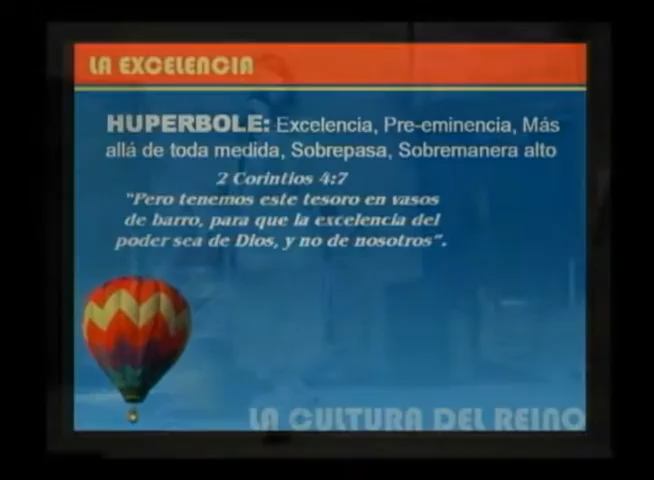 LA EXCELENCIA
HUPERBOLE: Excelencia, Pre-eminencia, Más
allá de toda medida, Sobrepasa, Sobremanera alto
2 Corintios 4:7
"Pero tenemos este tesoro en vasos
de barro, para que la excelencia del
poder sea de Dios, y no de nosotros".
LA CULTURA DEL REINO